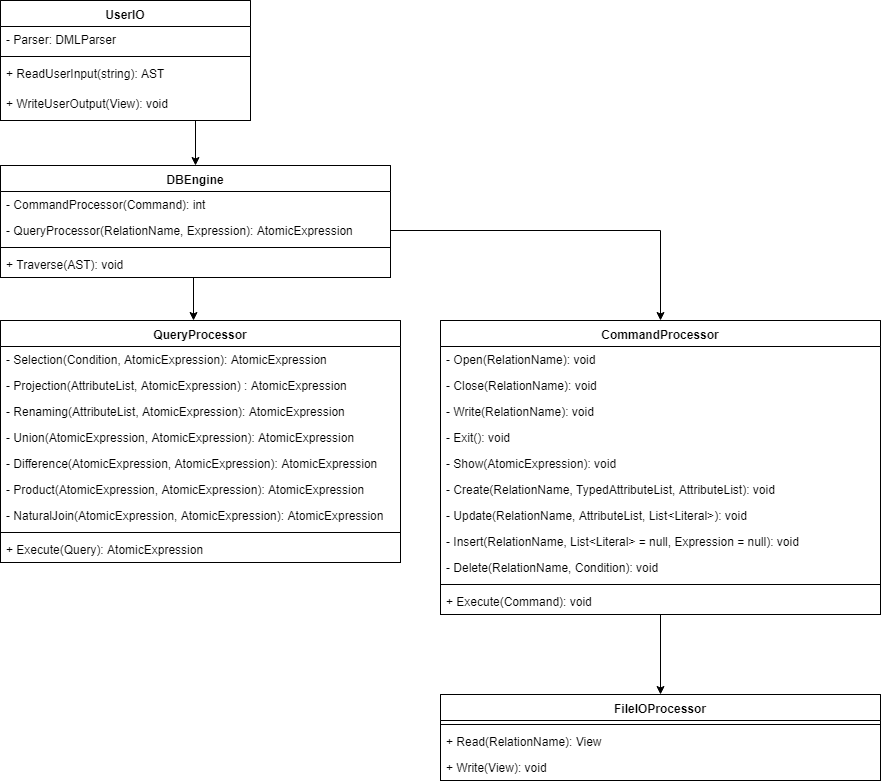 UserIO
- Parser: DMLParser
+ ReadUserInput(string): AST
+ WriteUserOutput(View): void
DBEngine
- CommandProcessor(Command): int
- QueryProcessor(RelationName, Expression): AtomicExpression
+ Traverse(AST): void
QueryProcessor
- Selection(Condition, AtomicExpression): AtomicExpression
- Projection(AttributeList, AtomicExpression) : AtomicExpression
- Renaming(AttributeList, AtomicExpression): AtomicExpression
- Union(AtomicExpression, AtomicExpression): AtomicExpression
- Difference(AtomicExpression, AtomicExpression): AtomicExpression
- Product(AtomicExpression, AtomicExpression): AtomicExpression
- NaturalJoin(AtomicExpression, AtomicExpression): AtomicExpression
+ Execute(Query): AtomicExpression
CommandProcessor
- Open(RelationName): void
- Close(RelationName): void
- Write(RelationName): void
- Exit(): void
- Show(AtomicExpression): void
- Create(RelationName, TypedAttributeList, AttributeList): void
- Update(RelationName, AttributeList, List<Literal>): void
- Insert(RelationName, List<Literal> = null, Expression = null): void
- Delete(RelationName, Condition): void
+ Execute(Command): void
FileIOProcessor
+ Read(RelationName): View
+ Write(View): void